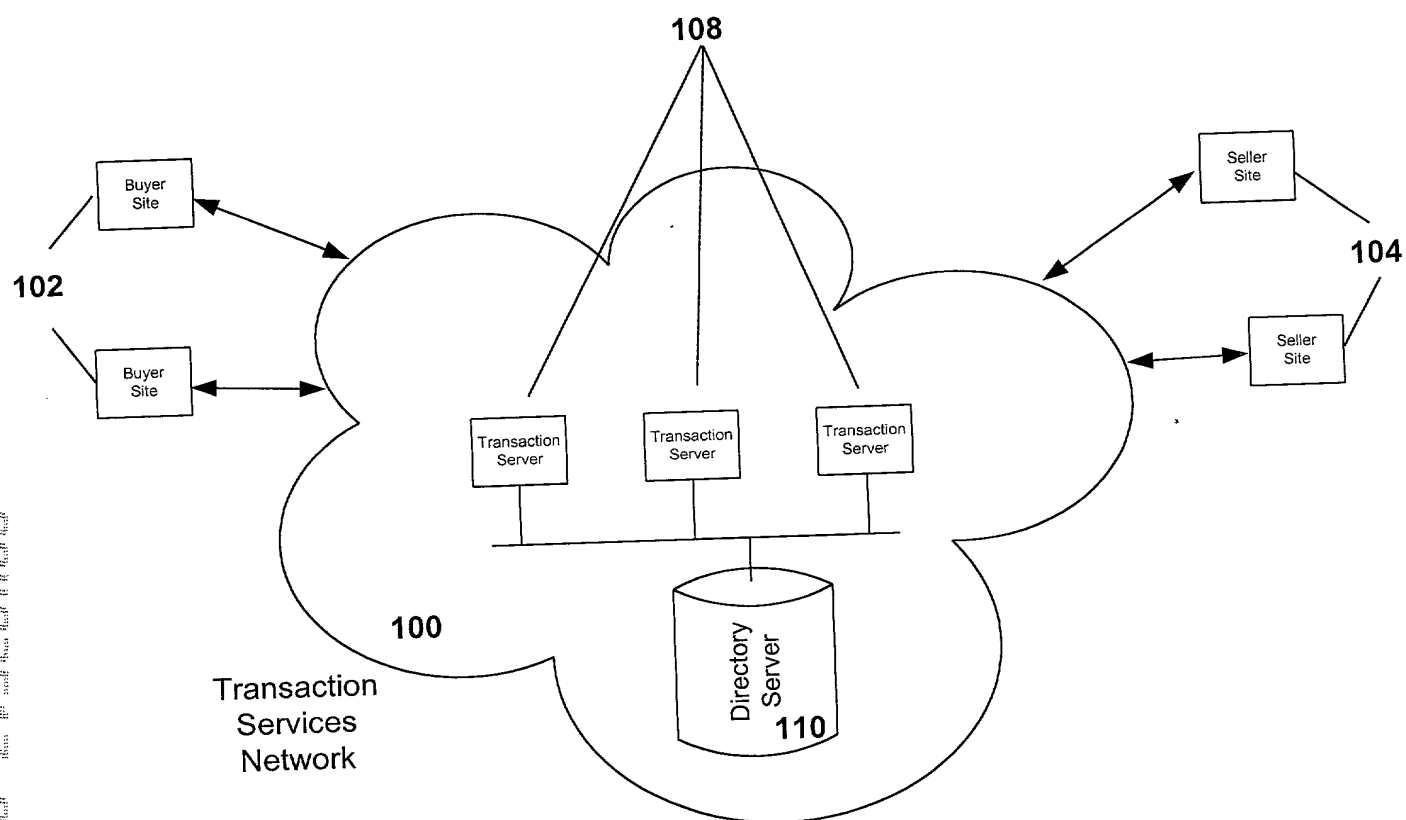 108
Buyer
Site
102
Buyer
Site
Seller
Site
104
Seller
Site
Transaction
Server
Transaction
Server
Transaction
Server
100
Transaction
Services
Network
Directory
Server
110